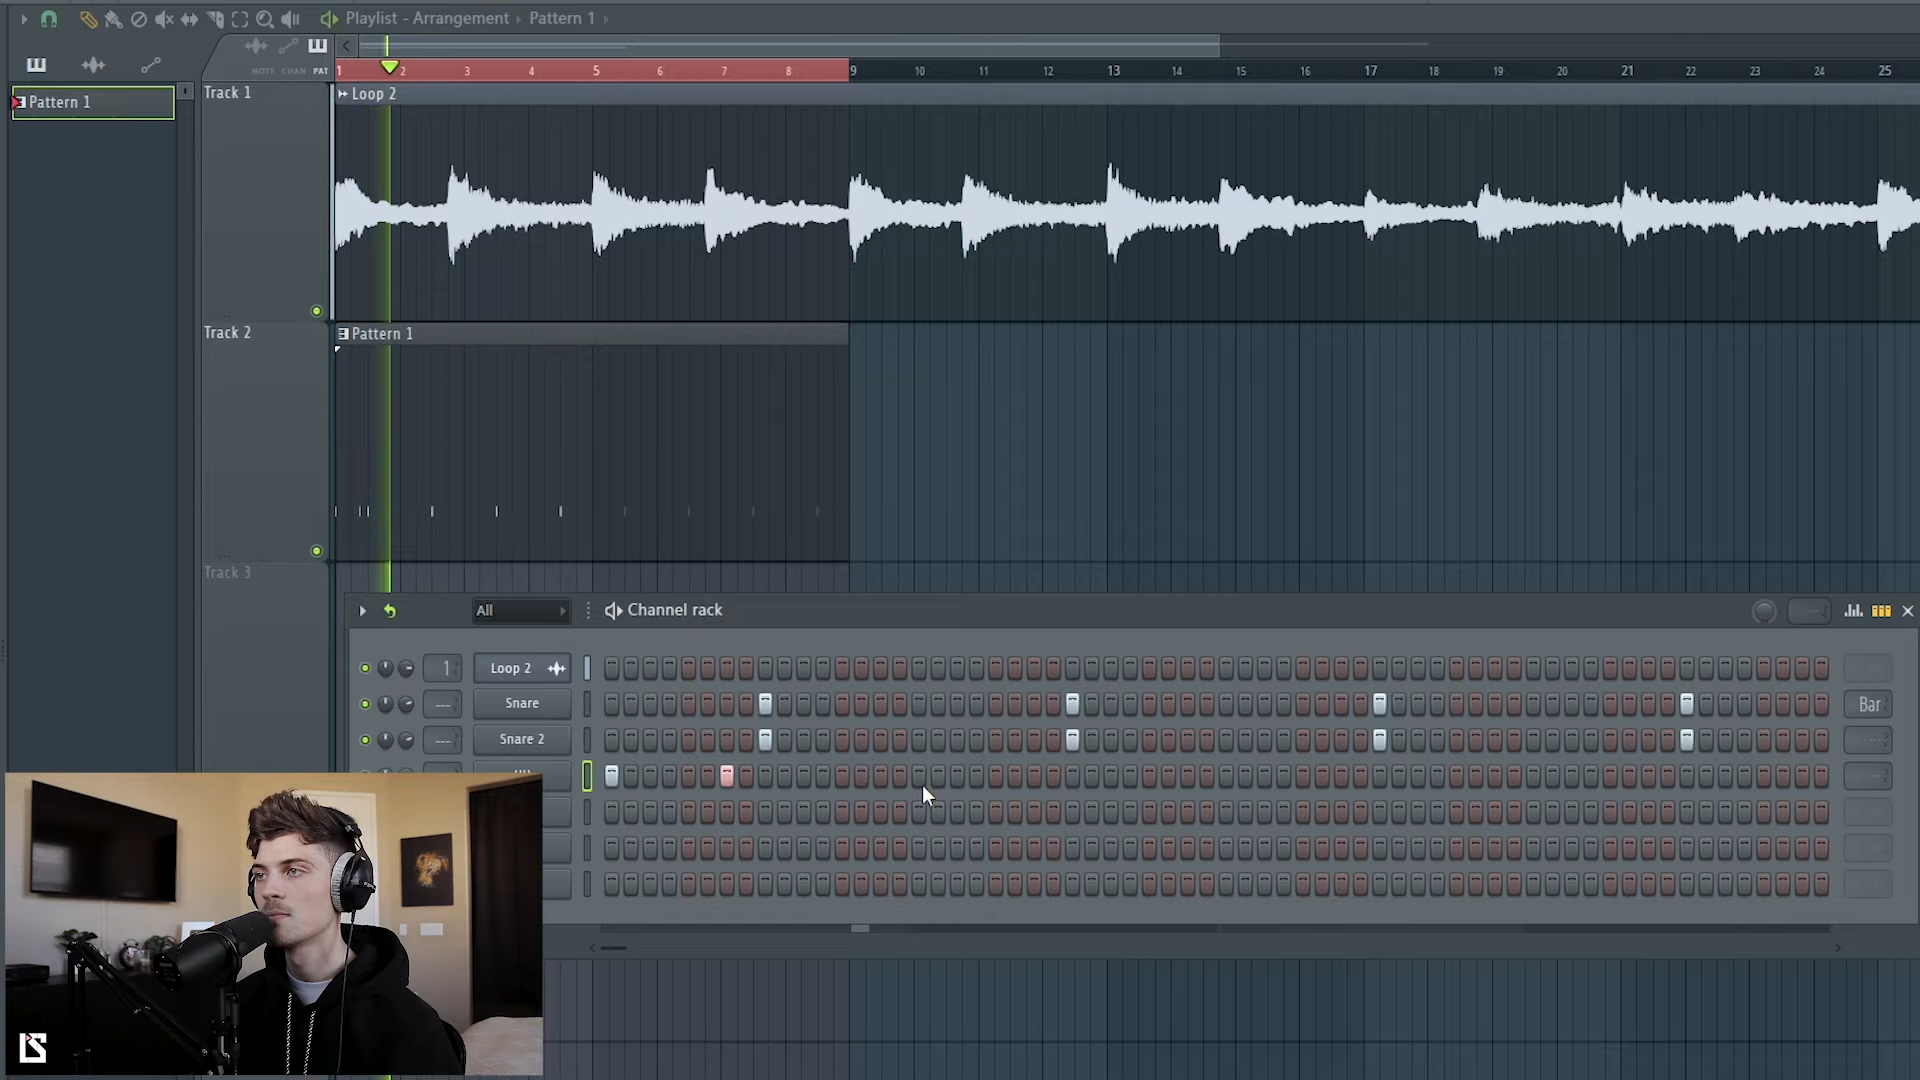 Playlist - Arrangement › Pattern 1 ›
NOTE CHAN PAT
1 2 3 4 5 6 7 8 9 10 11 12 13 14 15 16 17 18 19 20 21 22 23 24 25
Pattern 1
Track 1
Loop 2
Track 2
Pattern 1
Track 3
All
Channel rack
1
Loop 2
Snare
Bar
Snare 2
LS